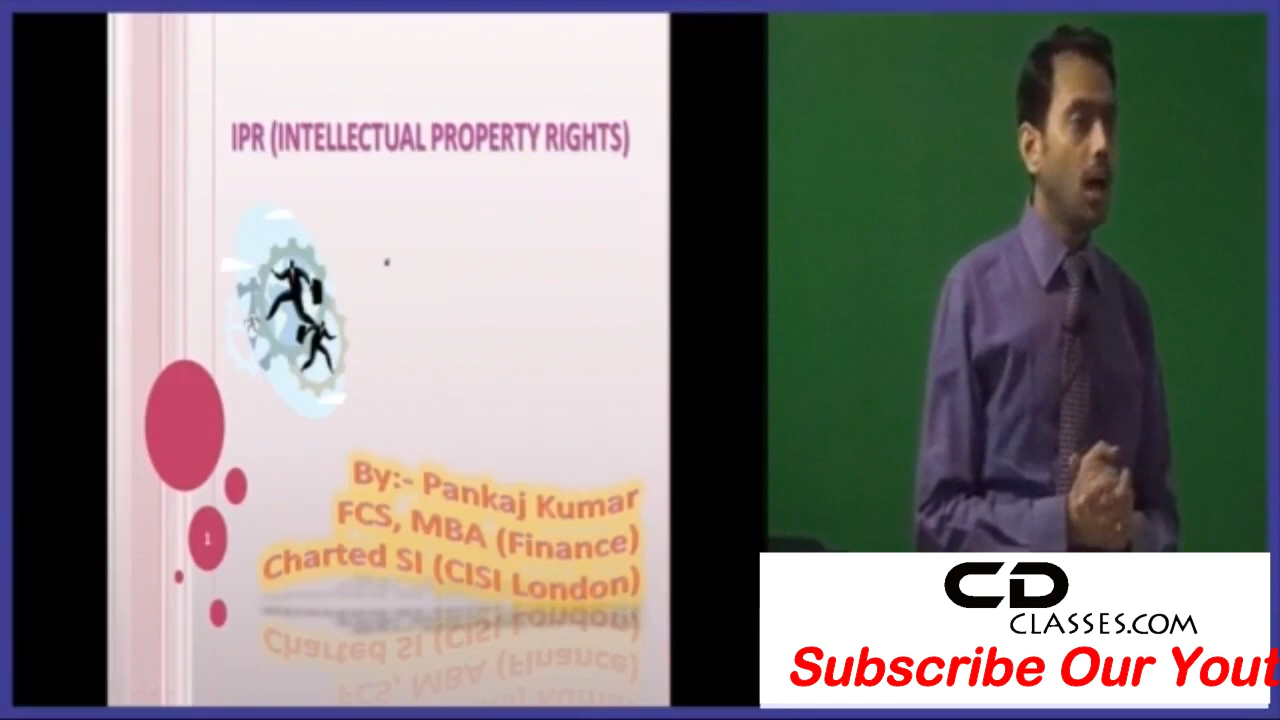 IPR (INTELLECTUAL PROPERTY RIGHTS)
By:- Pankaj Kumar
FCS, MBA (Finance)
Charted SI (CISI London)
1
CD
CLASSES.COM
Subscribe Our Yout